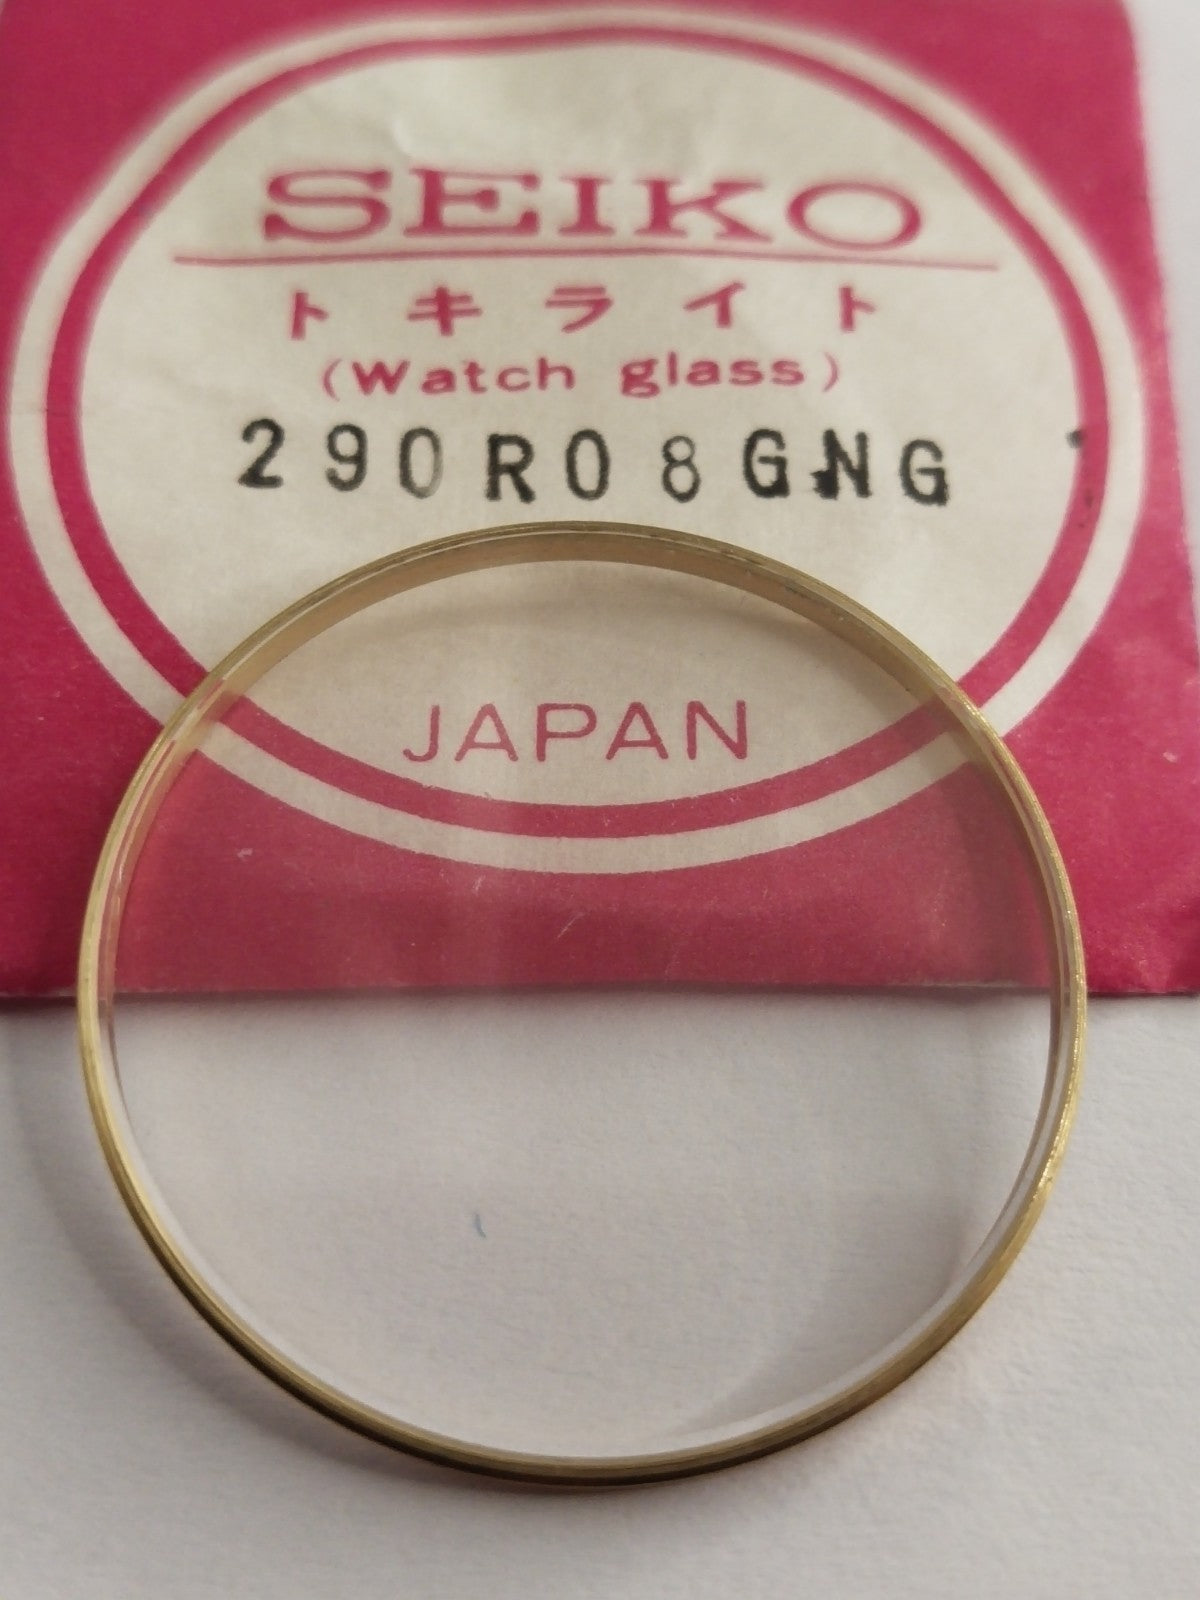 SEIKO
トキライト
(Watch glass)
290R08GNG
JAPAN